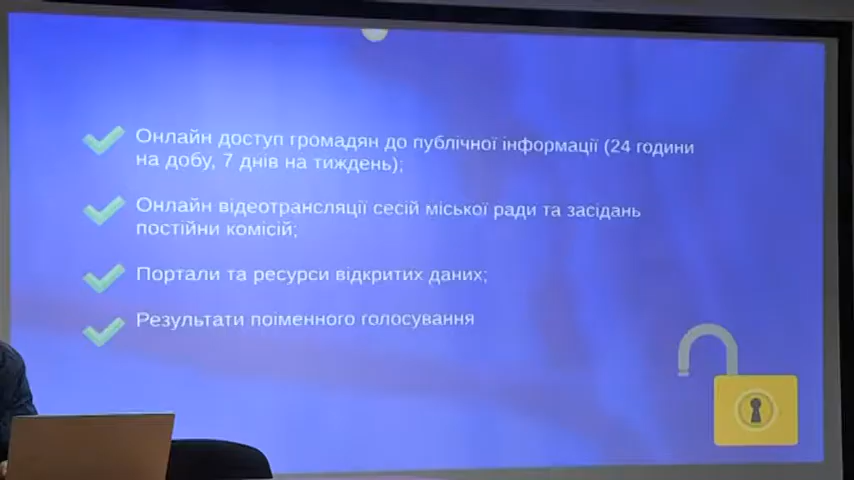 Онлайн доступ громадян до публічної інформації (24 години
на добу, 7 днів на тиждень);
Онлайн відеотрансляції сесій міської ради та засідань
постійни комісій;
Портали та ресурси відкритих даних;
Результати поіменного голосування